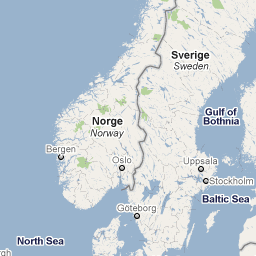 Sverige
Sweden
Gulf of
Bothnia
Norge
Norway
Bergen
Oslo
Uppsala
Stockholm
Baltic Sea
Göteborg
North Sea